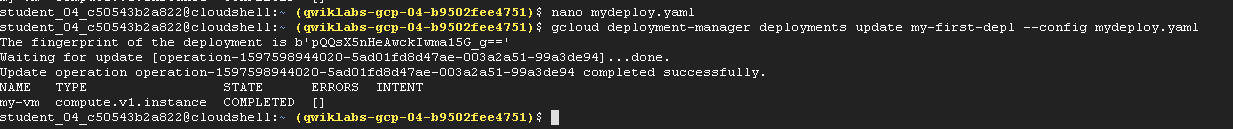 student_04_c50543b2a822@cloudshell:~ (qwiklabs-gcp-04-b9502fee4751)$ nano mydeploy.yaml
student_04_c50543b2a822@cloudshell:~ (qwiklabs-gcp-04-b9502fee4751)$ gcloud deployment-manager deployments update my-first-depl --config mydeploy.yaml
The fingerprint of the deployment is b'pQQsX5nHeAwckIwma15G_g=='
Waiting for update [operation-1597598944020-5ad01fd8d47ae-003a2a51-99a3de94]...done.
Update operation operation-1597598944020-5ad01fd8d47ae-003a2a51-99a3de94 completed successfully.
NAME TYPE STATE ERRORS INTENT
my-vm compute.v1.instance COMPLETED []
student_04_c50543b2a822@cloudshell:~ (qwiklabs-gcp-04-b9502fee4751)$